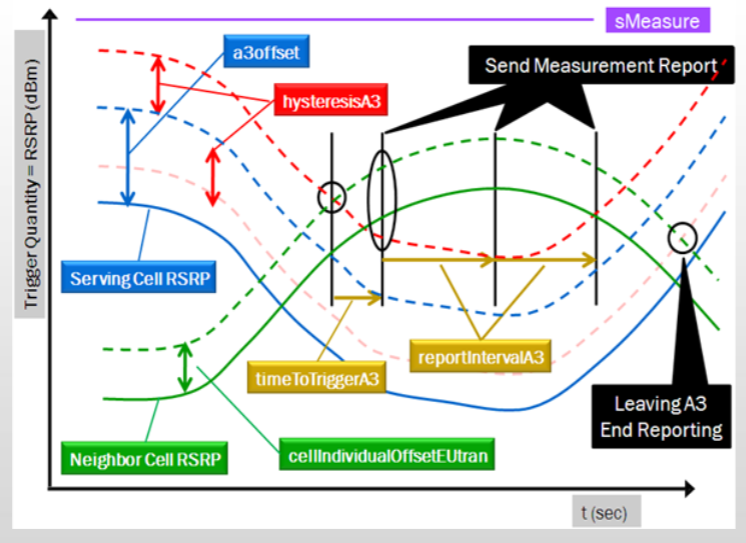 sMeasure
a3offset
Send Measurement Report
hysteresisA3
Trigger Quantity = RSRP (dBm)
Serving Cell RSRP
timeToTriggerA3
reportIntervalA3
Leaving A3
End Reporting
Neighbor Cell RSRP
cellIndividualOffsetEUtran
t (sec)